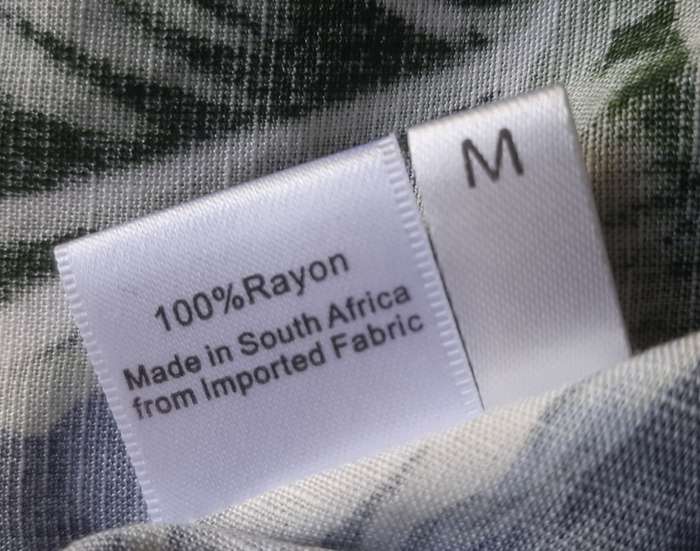 100%Rayon
Made in South Africa
from Imported Fabric
M